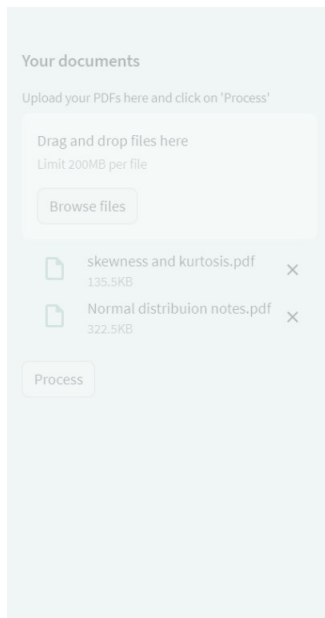 Your documents
Upload your PDFs here and click on 'Process'
Drag and drop files here
Limit 200MB per file
Browse files
skewness and kurtosis.pdf
135.5KB
Normal distribuion notes.pdf
322.5KB
Process